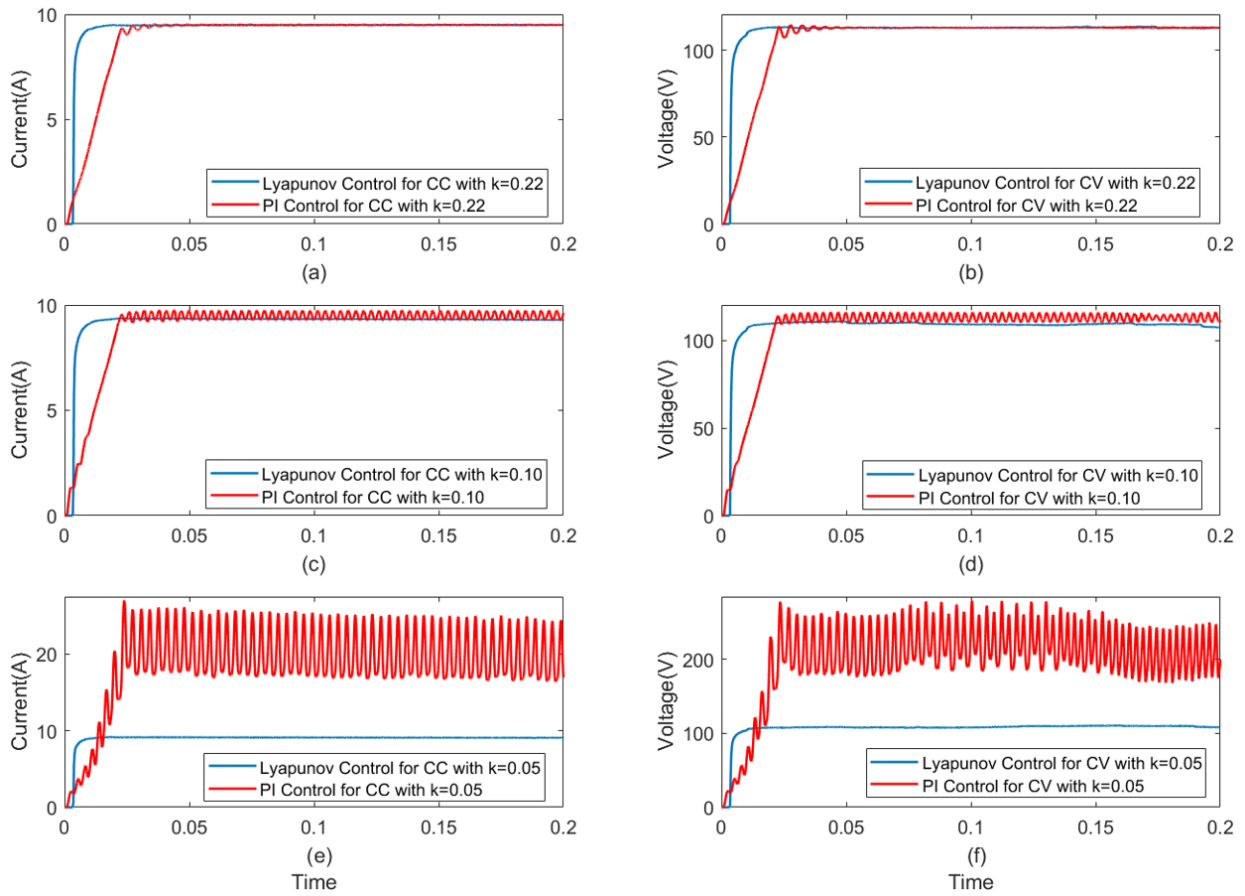 10
5
0
Current(A)
Lyapunov Control for CC with k=0.22
PI Control for CC with k=0.22
0 0.05 0.1 0.15 0.2
(a)
100
50
0
Voltage(V)
Lyapunov Control for CV with k=0.22
PI Control for CV with k=0.22
0 0.05 0.1 0.15 0.2
(b)
10
5
0
Current(A)
Lyapunov Control for CC with k=0.10
PI Control for CC with k=0.10
0 0.05 0.1 0.15 0.2
(c)
100
50
0
Voltage(V)
Lyapunov Control for CV with k=0.10
PI Control for CV with k=0.10
0 0.05 0.1 0.15 0.2
(d)
20
10
0
Current(A)
Lyapunov Control for CC with k=0.05
PI Control for CC with k=0.05
0 0.05 0.1 0.15 0.2
(e)
Time
200
100
0
Voltage(V)
Lyapunov Control for CV with k=0.05
PI Control for CV with k=0.05
0 0.05 0.1 0.15 0.2
(f)
Time